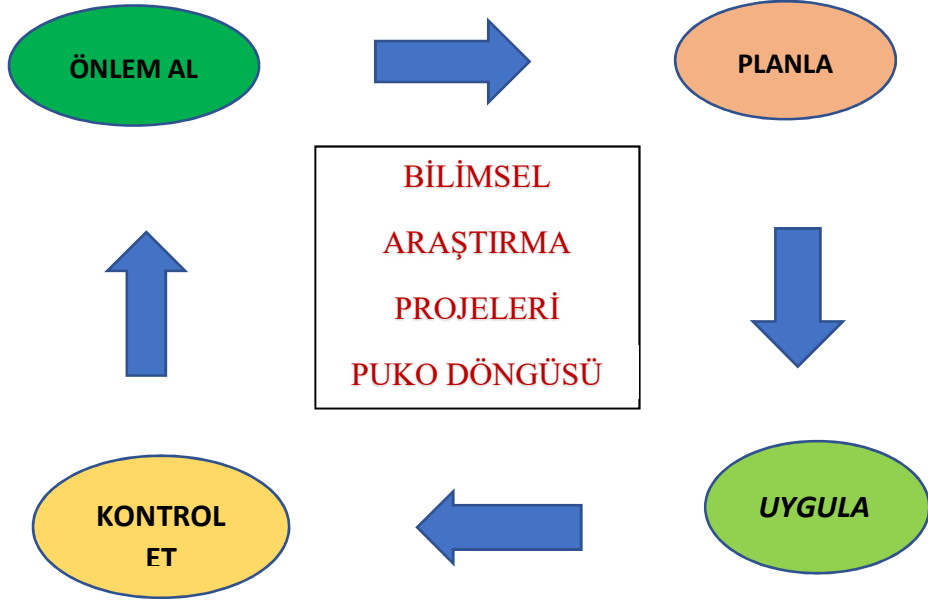 ÖNLEM AL
PLANLA
BİLİMSEL
ARAŞTIRMA
PROJELERİ
PUKO DÖNGÜSÜ
KONTROL
ET
UYGULA